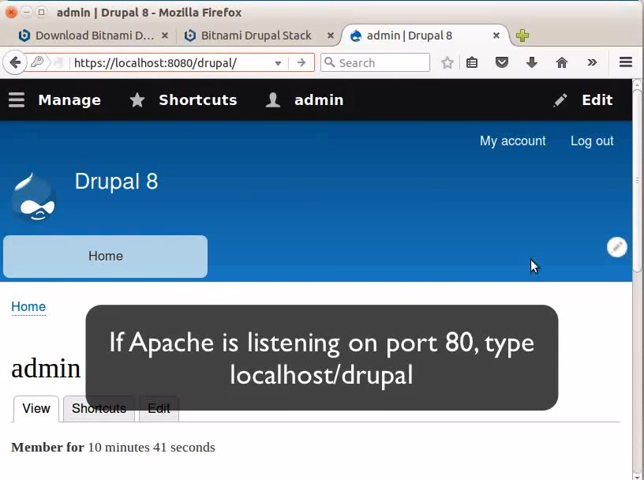 admin | Drupal 8 - Mozilla Firefox
Download Bitnami D...
Bitnami Drupal Stack
admin | Drupal 8
https://localhost:8080/drupal/
Search
Manage
Shortcuts
admin
Edit
My account
Log out
Drupal 8
Home
Home
If Apache is listening on port 80, type
localhost/drupal
admin
View
Shortcuts
Edit
Member for 10 minutes 41 seconds